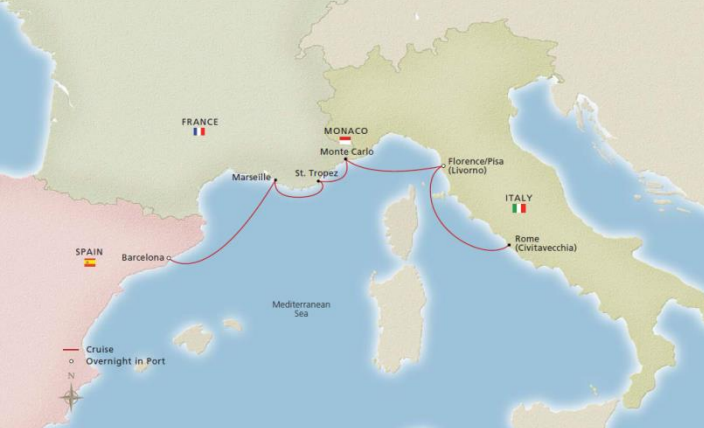 FRANCE
MONACO
Monte Carlo
Marseille
St. Tropez
Florence/Pisa
(Livorno)
ITALY
SPAIN
Barcelona
Rome
(Civitavecchia)
Mediterranean
Sea
Cruise
Overnight in Port
N